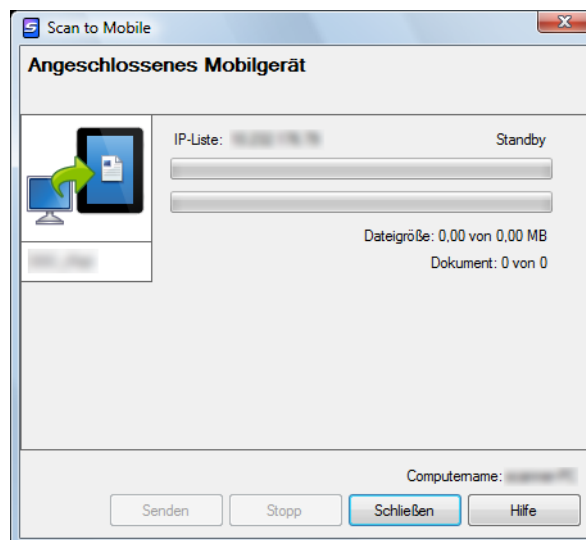 Scan to Mobile
Angeschlossenes Mobilgerät
IP-Liste:
Standby
Dateigröße: 0,00 von 0,00 MB
Dokument: 0 von 0
Computername:
Senden
Stopp
Schließen
Hilfe